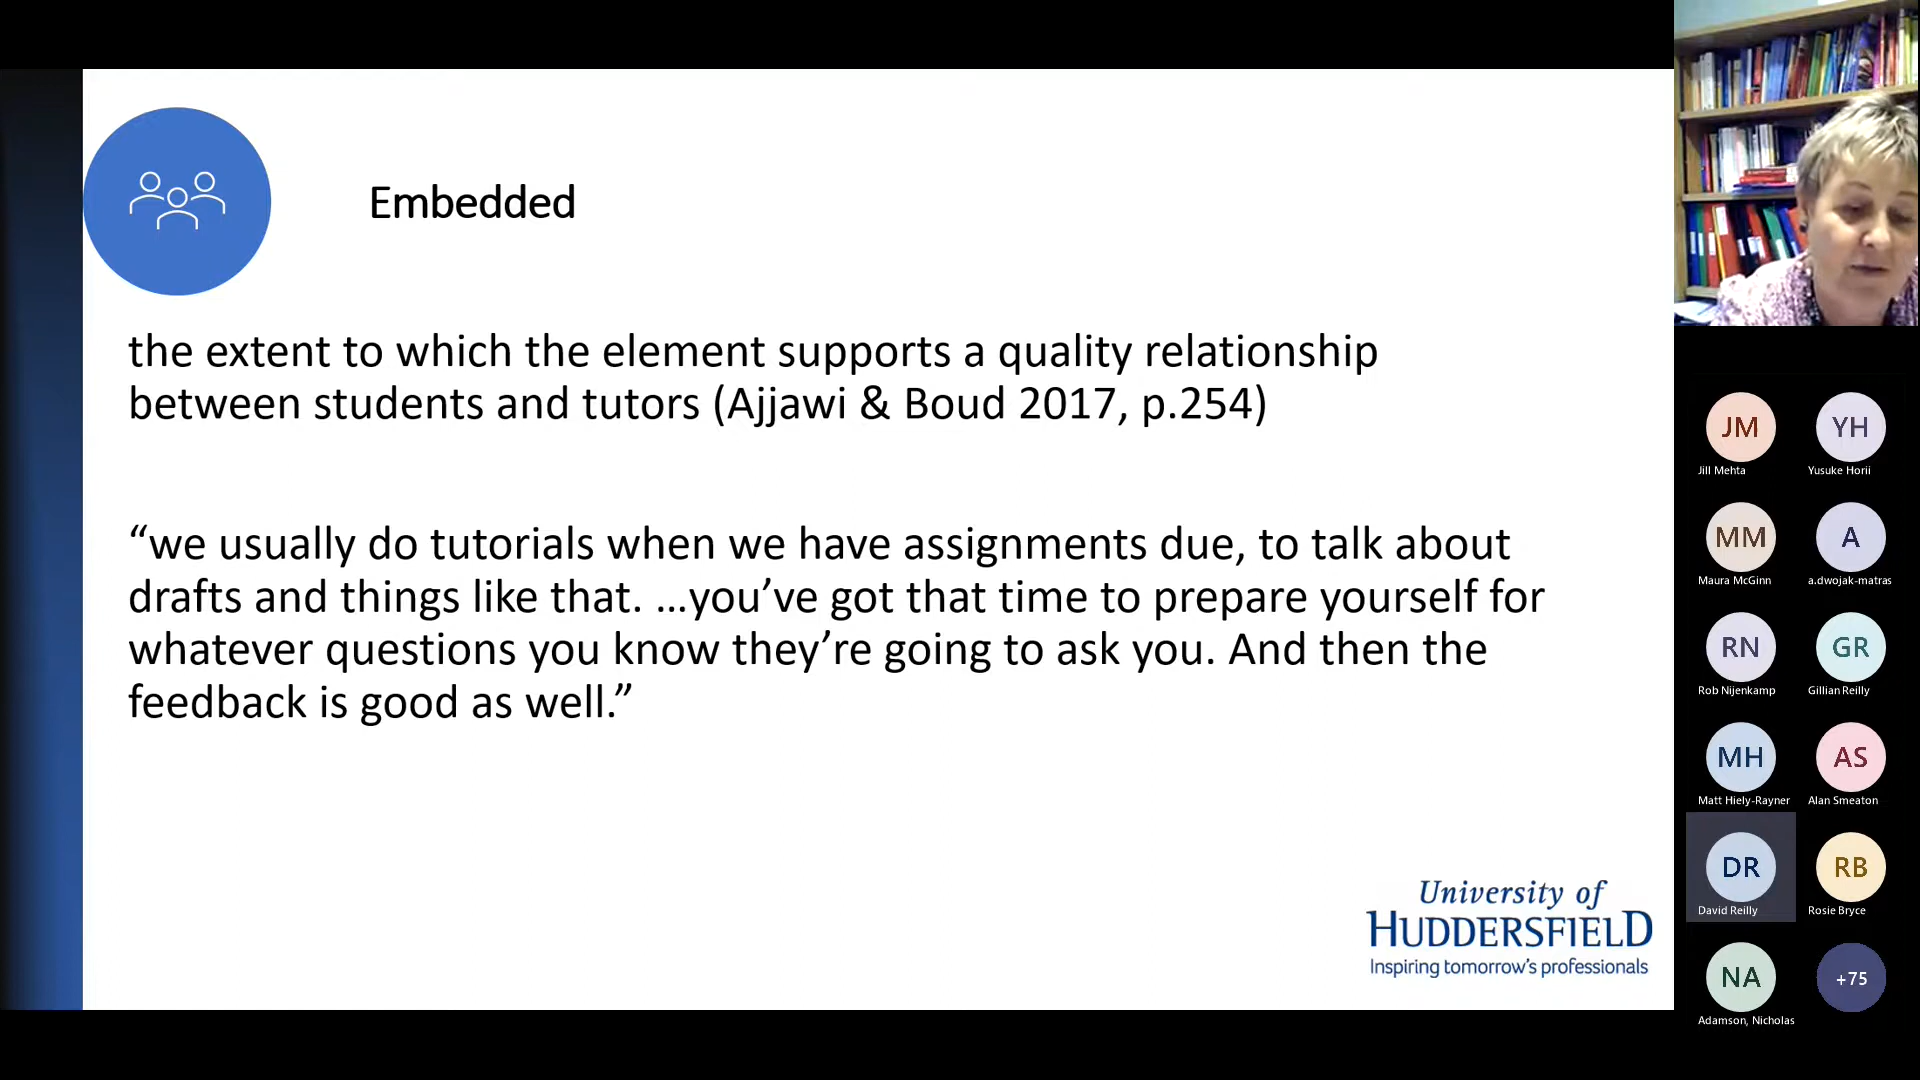 Embedded
the extent to which the element supports a quality relationship
between students and tutors (Ajjawi & Boud 2017, p.254)
“we usually do tutorials when we have assignments due, to talk about
drafts and things like that. ...you’ve got that time to prepare yourself for
whatever questions you know they’re going to ask you. And then the
feedback is good as well.”
University of
HUDDERSFIELD
Inspiring tomorrow’s professionals
JM
Jill Mehta
YH
Yusuke Horii
MM
Maura McGinn
A
a.dwojak-matras
RN
Rob Nijenkamp
GR
Gillian Reilly
MH
Matt Hiely-Rayner
AS
Alan Smeaton
DR
David Reilly
RB
Rosie Bryce
NA
Adamson, Nicholas
+75